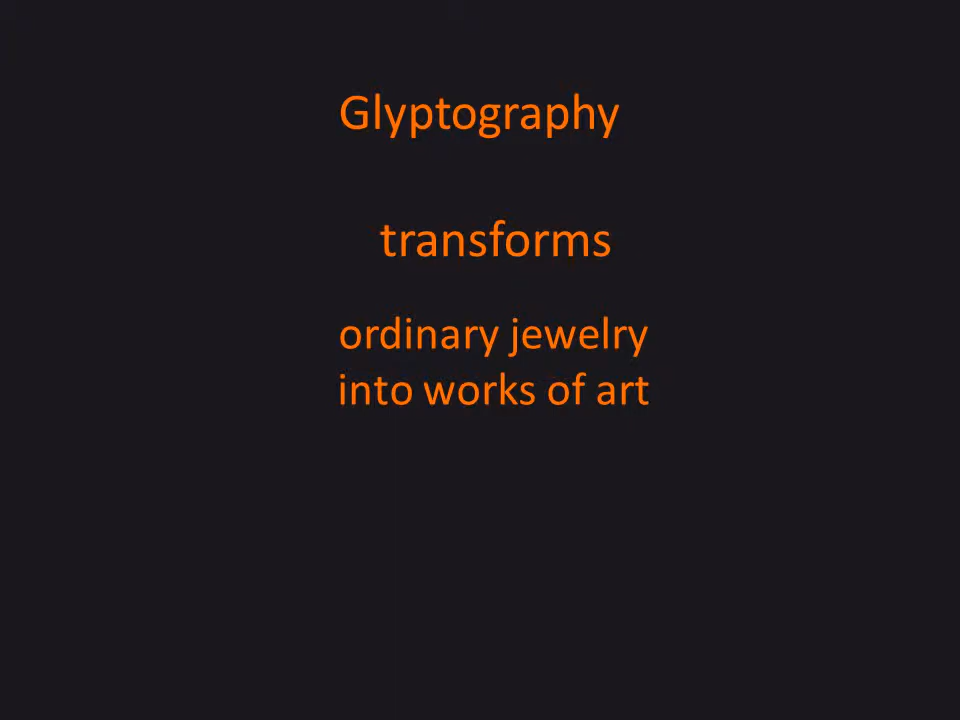 Glyptography
transforms
ordinary jewelry
into works of art